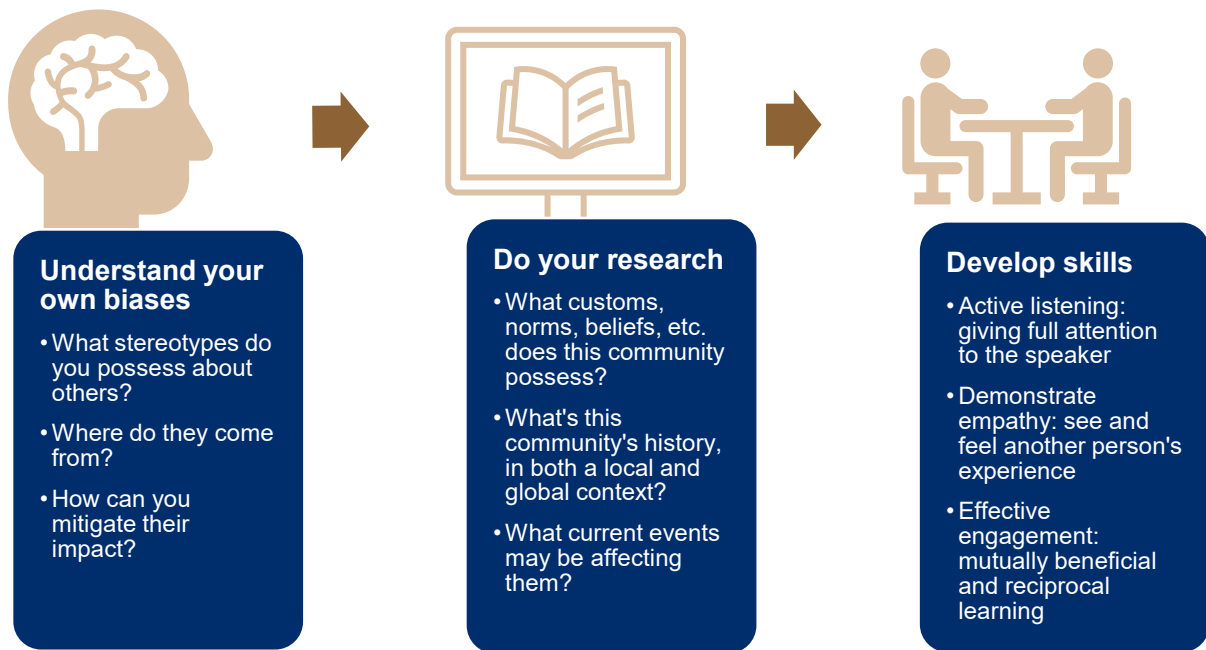 Understand your
own biases
•What stereotypes do
you possess about
others?
•Where do they come
from?
•How can you
mitigate their
impact?
Do your research
•What customs,
norms, beliefs, etc.
does this community
possess?
•What's this
community's history,
in both a local and
global context?
•What current events
may be affecting
them?
Develop skills
•Active listening:
giving full attention
to the speaker
•Demonstrate
empathy: see and
feel another person's
experience
•Effective
engagement:
mutually beneficial
and reciprocal
learning